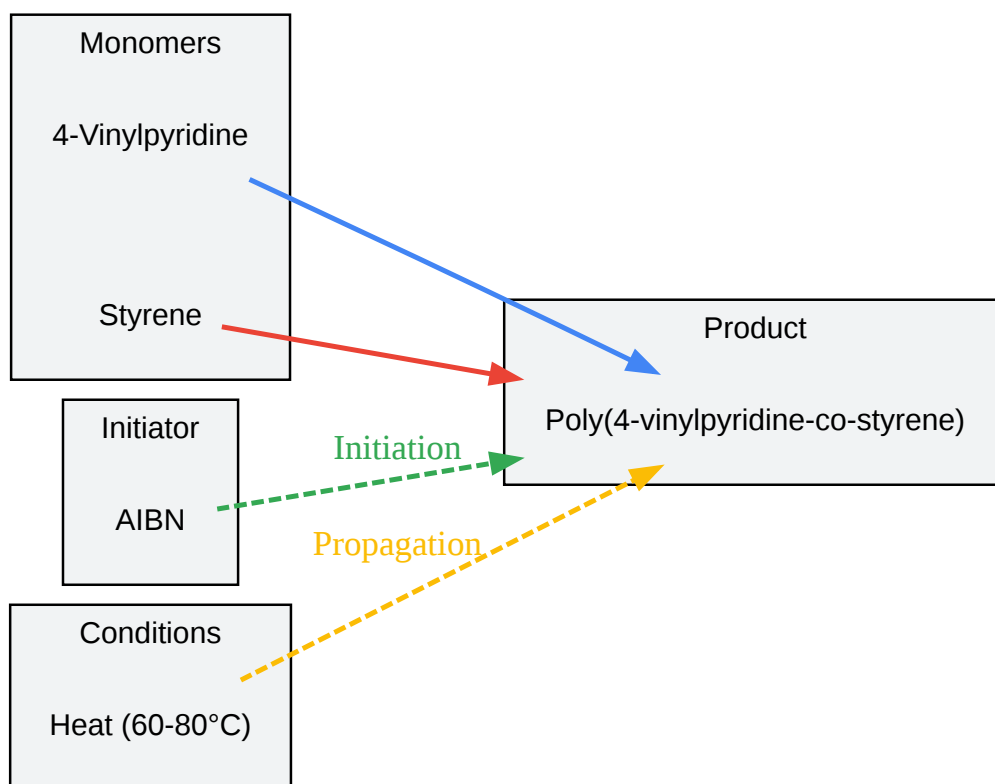 Monomers
4-Vinylpyridine
Styrene
Product
Poly(4-vinylpyridine-co-styrene)
Initiator
AIBN
Initiation
Propagation
Conditions
Heat (60-80°C)